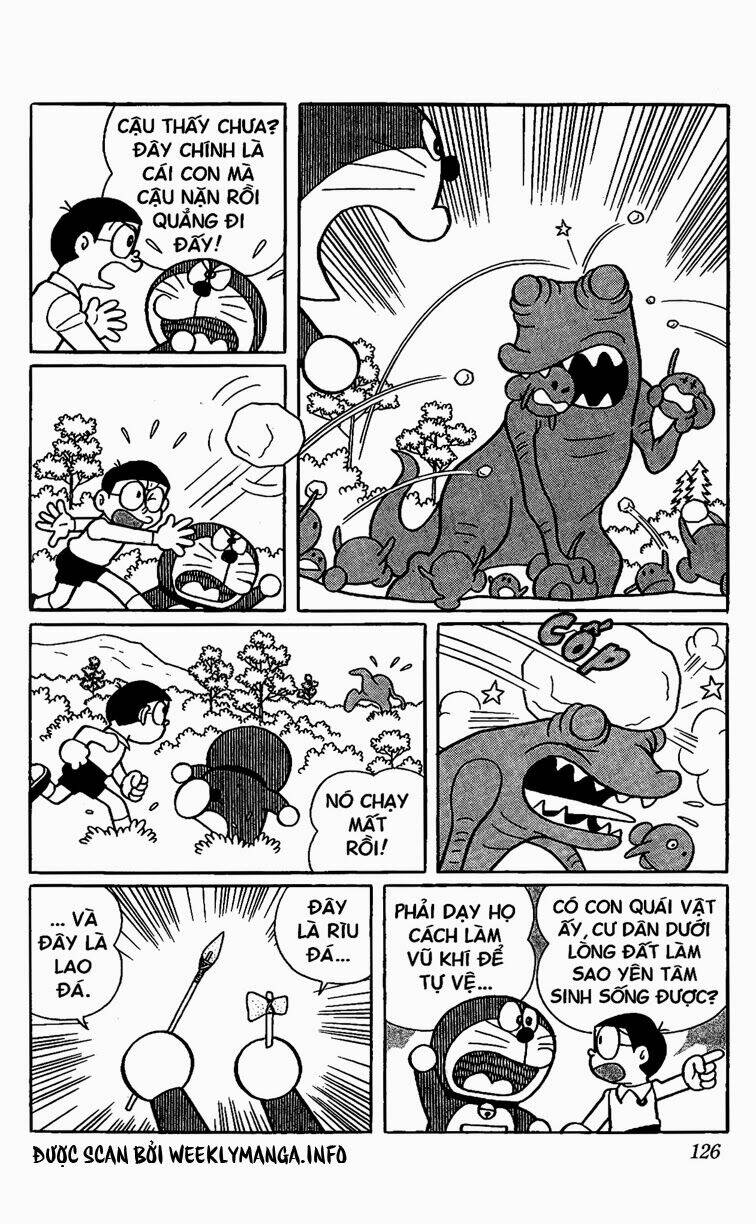 CẬU THẤY CHƯA?
ĐÂY CHÍNH LÀ
CÁI CON MÀ
CẬU NẶN RỒI
QUẲNG ĐI
ĐẤY!
CỐP
NÓ CHẠY
MẤT
RỒI!
ĐÂY
LÀ RÌU
ĐÁ...
... VÀ
ĐÂY LÀ
LAO
ĐÁ.
CÓ CON QUÁI VẬT
ẤY, CƯ DÂN DƯỚI
LÒNG ĐẤT LÀM
SAO YÊN TÂM
SINH SỐNG ĐƯỢC?
PHẢI DẠY HỌ
CÁCH LÀM
VŨ KHÍ ĐỂ
TỰ VỆ...
ĐƯỢC SCAN BỞI WEEKLYMANGA.INFO
126